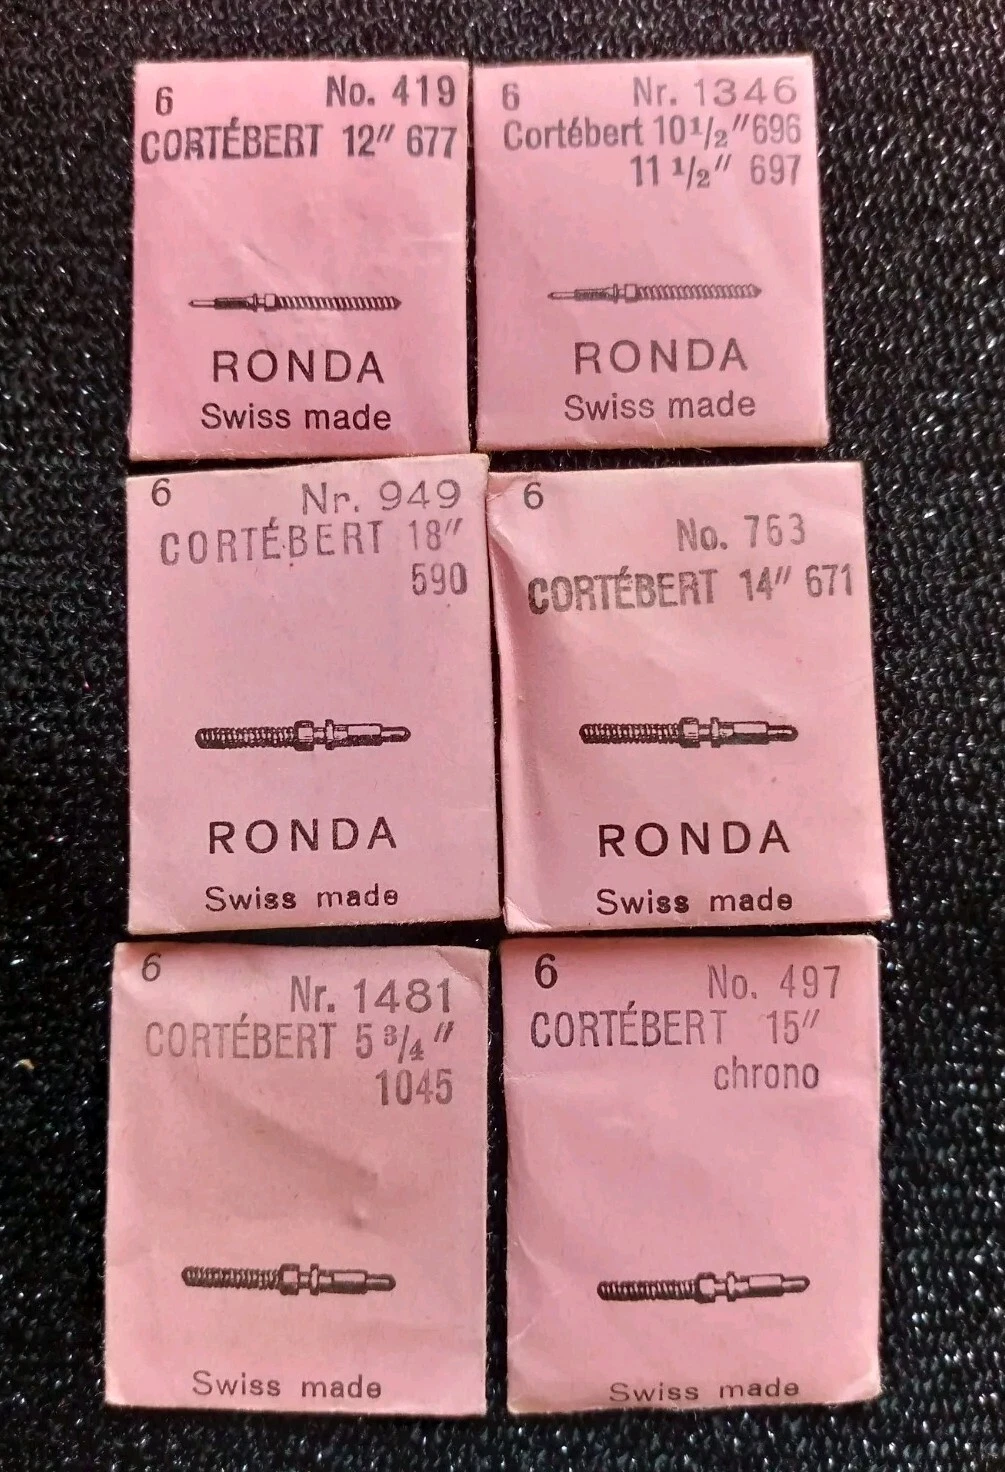 6 No. 419
CORTÉBERT 12″ 677
RONDA
Swiss made
6 Nr. 1346
Cortébert 10 1/2″ 696
11 1/2″ 697
RONDA
Swiss made
6 Nr. 949
CORTÉBERT 18″
590
RONDA
Swiss made
6
No. 763
CORTÉBERT 14″ 671
RONDA
Swiss made
6
Nr. 1481
CORTÉBERT 5 3/4″
1045
Swiss made
6 No. 497
CORTÉBERT 15″
chrono
Swiss made